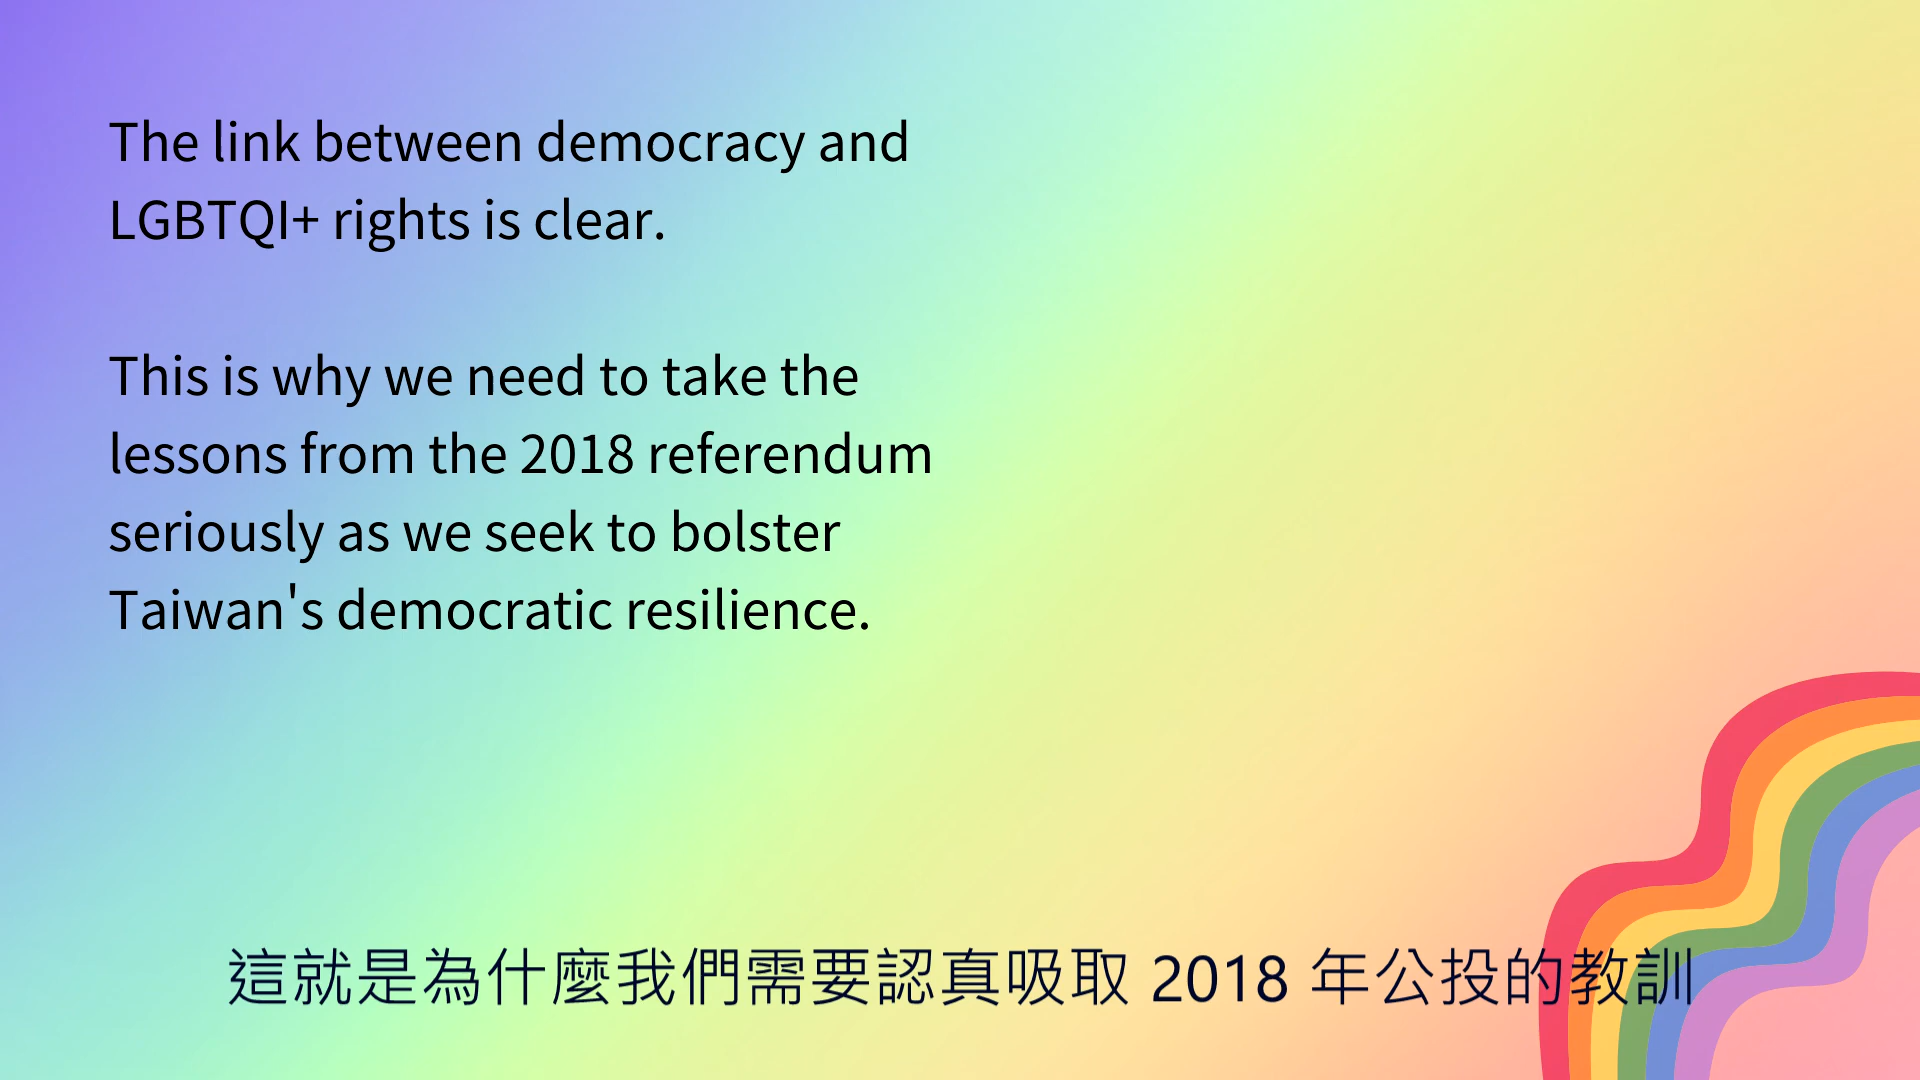 The link between democracy and
LGBTQI+ rights is clear.
This is why we need to take the
lessons from the 2018 referendum
seriously as we seek to bolster
Taiwan's democratic resilience.
這就是為什麼我們需要認真吸取 2018 年公投的教訓